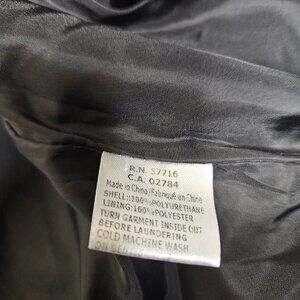 R.N. 57716
C.A. 02784
Made in China/Fabriqué en Chine
SHELL:100%POLYURETHANE
LINING:100%POLYESTER
TURN GARMENT INSIDE OUT
BEFORE LAUNDERING
COLD MACHINE WASH
ON